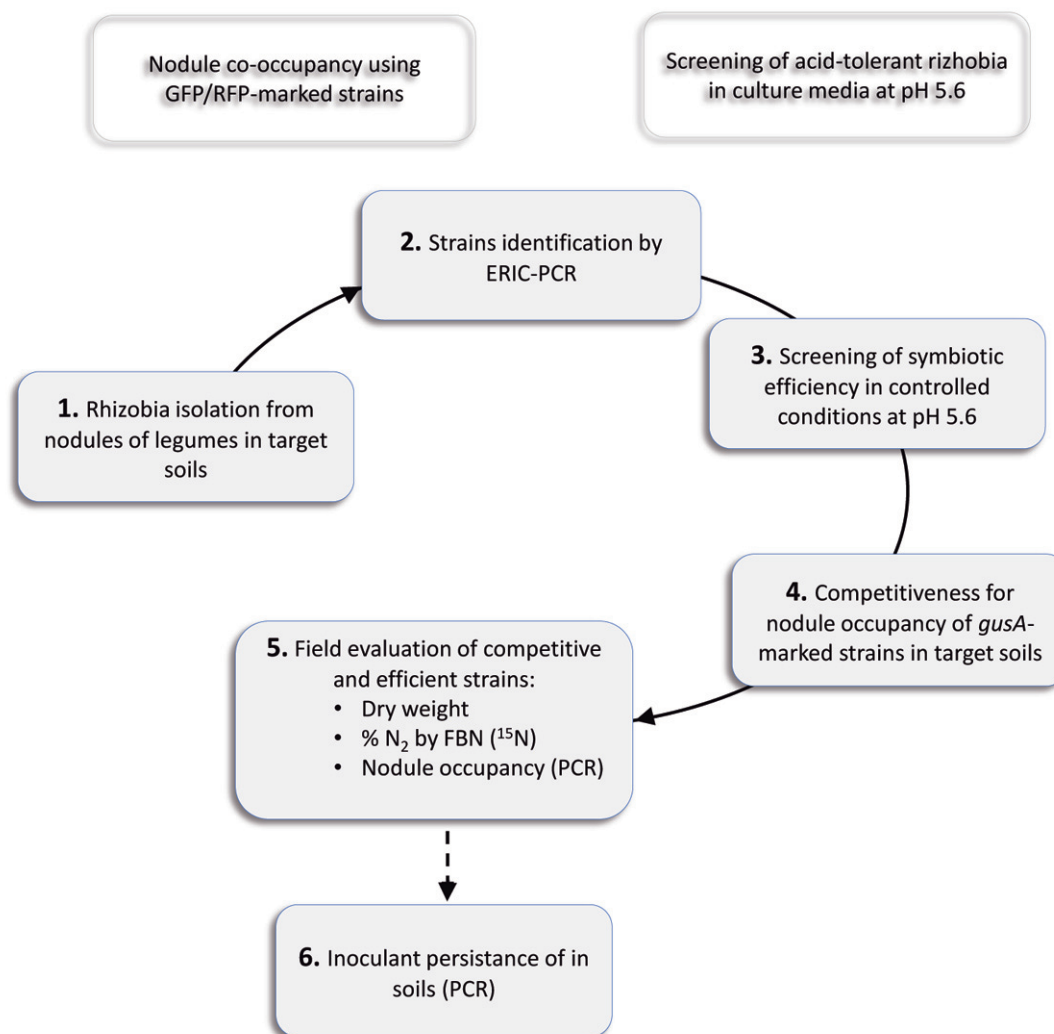 Nodule co-occupancy using
GFP/RFP-marked strains
Screening of acid-tolerant rizhobia
in culture media at pH 5.6
2. Strains identification by
ERIC-PCR
3. Screening of symbiotic
efficiency in controlled
conditions at pH 5.6
1. Rhizobia isolation from
nodules of legumes in target
soils
4. Competitiveness for
nodule occupancy of gusA-
marked strains in target soils
5. Field evaluation of competitive
and efficient strains:
• Dry weight
• % N₂ by FBN (¹⁵N)
• Nodule occupancy (PCR)
6. Inoculant persistance of in
soils (PCR)